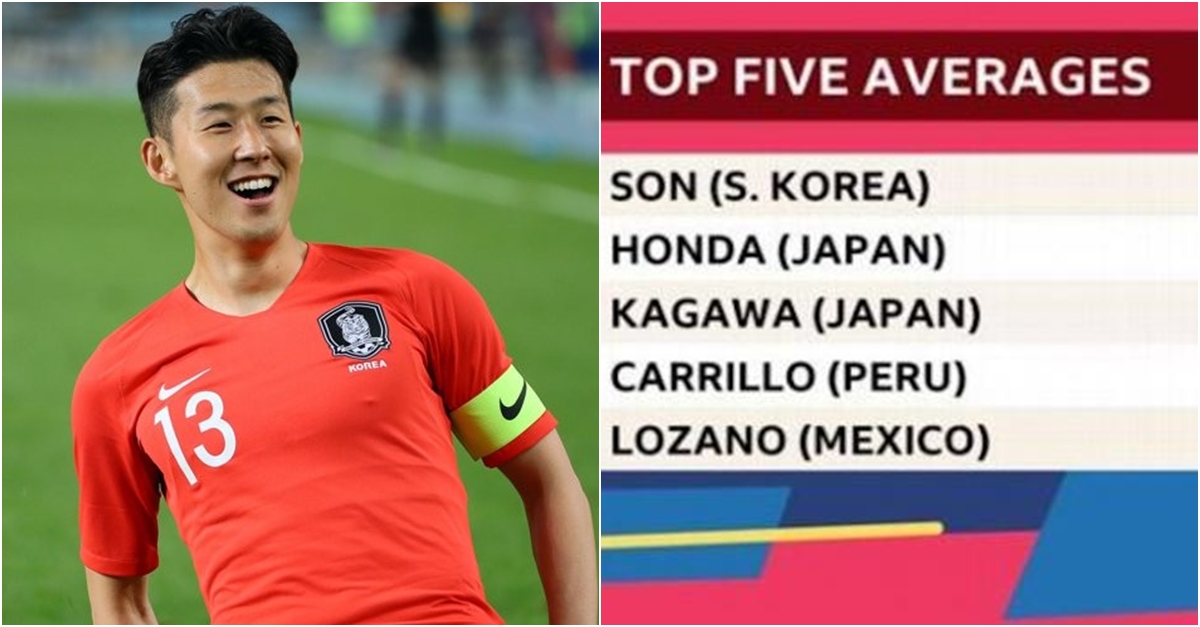 13
KOREA
TOP FIVE AVERAGES
SON (S. KOREA)
HONDA (JAPAN)
KAGAWA (JAPAN)
CARRILLO (PERU)
LOZANO (MEXICO)